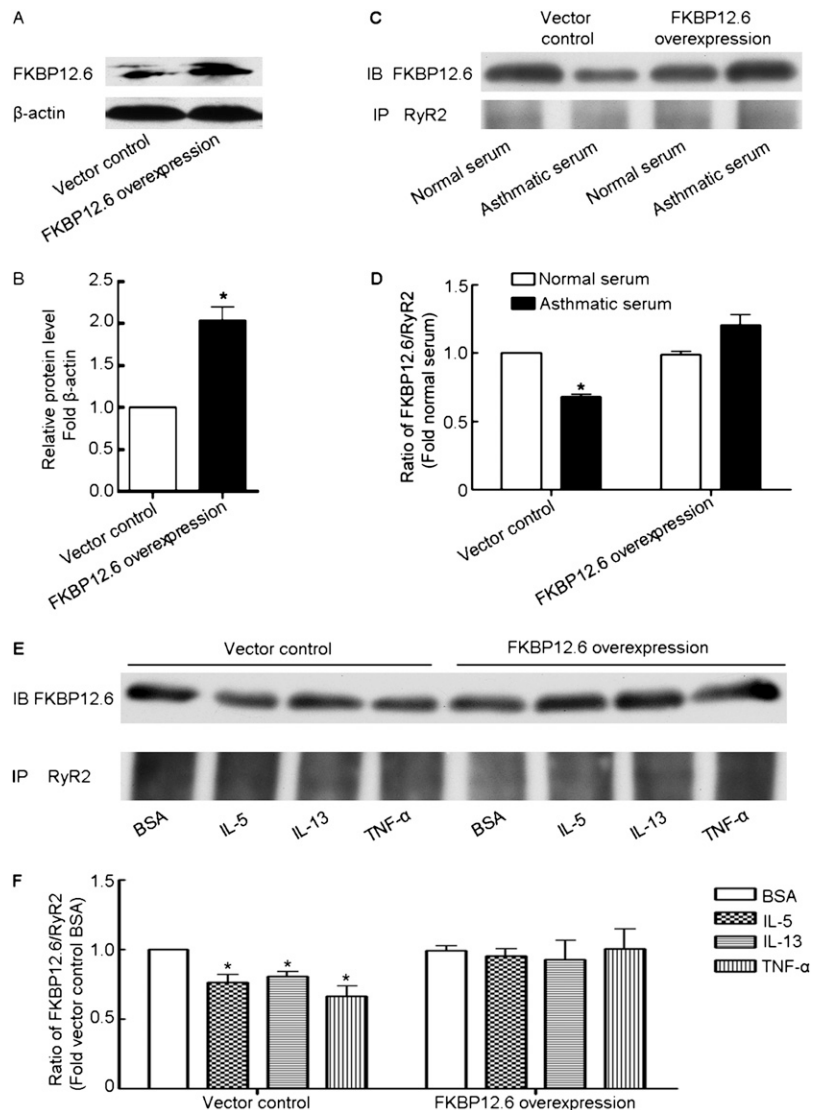 A
FKBP12.6
β-actin
Vector control
FKBP12.6 overexpression
C
Vector control
FKBP12.6 overexpression
IB FKBP12.6
IP RyR2
Normal serum
Asthmatic serum
Normal serum
Asthmatic serum
B
Relative protein level
Fold β-actin
2.5
2.0
1.5
1.0
0.5
0.0
*
Vector control
FKBP12.6 overexpression
D
Ratio of FKBP12.6/RyR2
(Fold normal serum)
1.5
1.0
0.5
0
Normal serum
Asthmatic serum
*
Vector control
FKBP12.6 overexpression
E
Vector control
FKBP12.6 overexpression
IB FKBP12.6
IP RyR2
BSA IL-5 IL-13 TNF-α BSA IL-5 IL-13 TNF-α
F
Ratio of FKBP12.6/RyR2
(Fold vector control BSA)
1.5
1.0
0.5
0
* * *
Vector control
FKBP12.6 overexpression
BSA
IL-5
IL-13
TNF-α